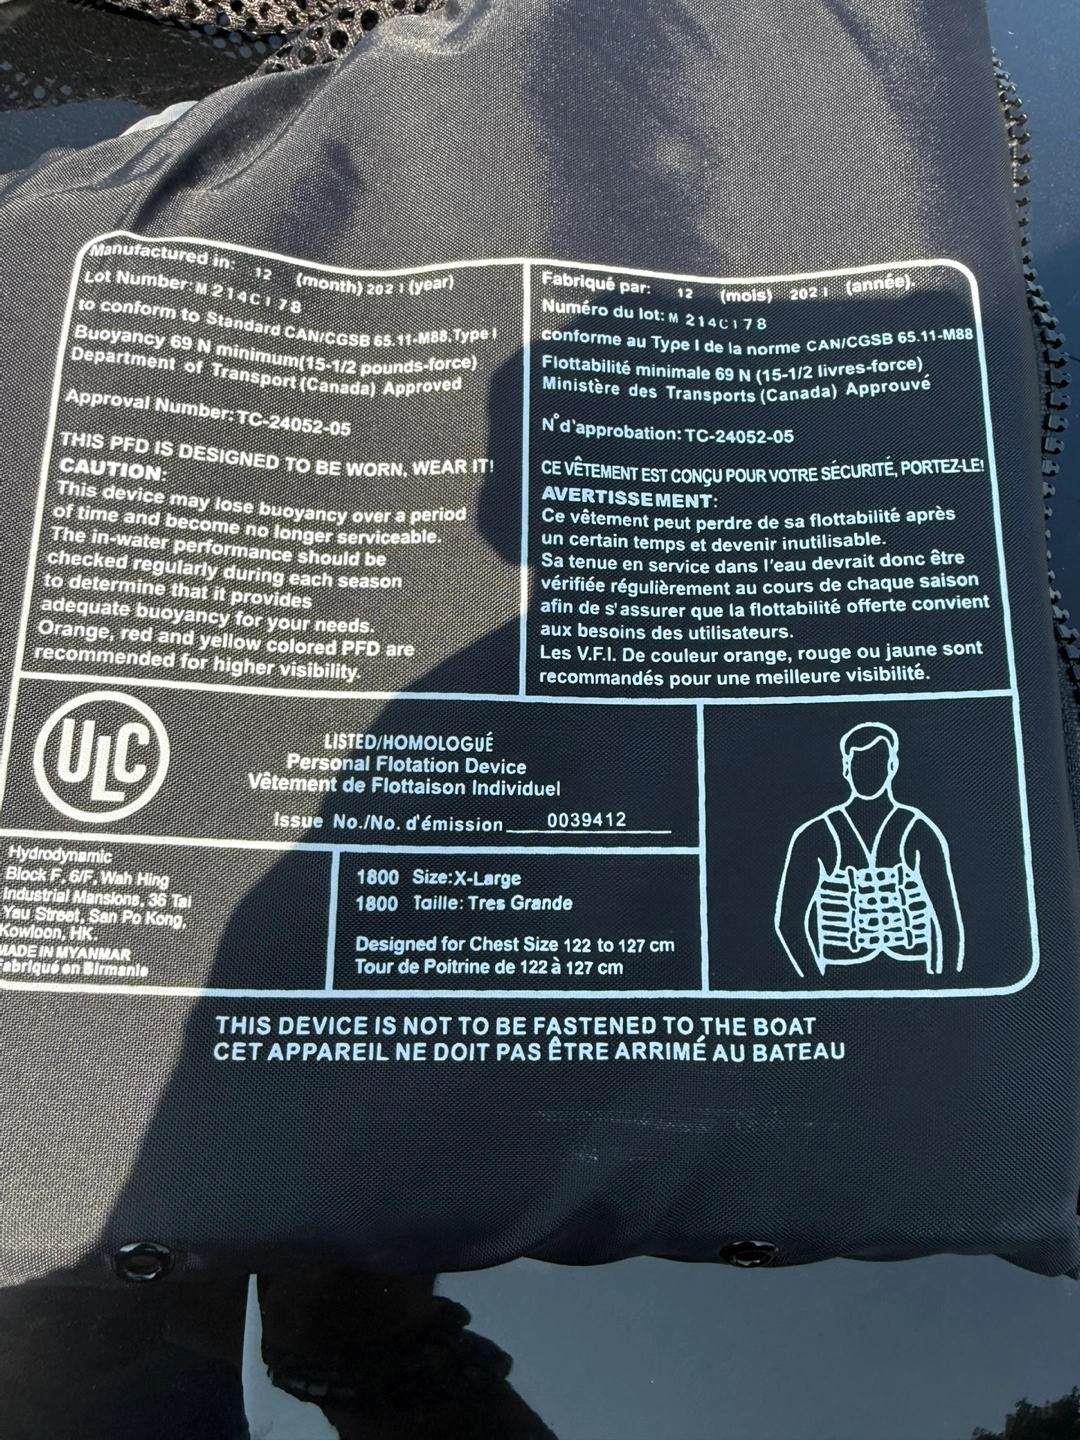 Manufactured in: 12 (month) 2021 (year)
Lot Number: M 214C178
to conform to Standard CAN/CGSB 65.11-M88, Type I
Buoyancy 69 N minimum(15-1/2 pounds-force)
Department of Transport (Canada) Approved
Approval Number: TC-24052-05
THIS PFD IS DESIGNED TO BE WORN, WEAR IT!
CAUTION:
This device may lose buoyancy over a period
of time and become no longer serviceable.
The in-water performance should be
checked regularly during each season
to determine that it provides
adequate buoyancy for your needs.
Orange, red and yellow colored PFD are
recommended for higher visibility.
Fabriqué par: 12 (mois) 2021 (année).
Numéro du lot: M 214C178
conforme au Type I de la norme CAN/CGSB 65.11-M88
Flottabilité minimale 69 N (15-1/2 livres-force)
Ministère des Transports (Canada) Approuvé
N° d'approbation: TC-24052-05
CE VÊTEMENT EST CONÇU POUR VOTRE SÉCURITÉ, PORTEZ-LE!
AVERTISSEMENT:
Ce vêtement peut perdre de sa flottabilité après
un certain temps et devenir inutilisable.
Sa tenue en service dans l'eau devrait donc être
vérifiée régulièrement au cours de chaque saison
afin de s'assurer que la flottabilité offerte convient
aux besoins des utilisateurs.
Les V.F.I. De couleur orange, rouge ou jaune sont
recommandés pour une meilleure visibilité.
ULC
LISTED/HOMOLOGUÉ
Personal Flotation Device
Vêtement de Flottaison Individuel
Issue No./No. d'émission 0039412
Hydrodynamic
Block F, 6/F, Wah Hing
Industrial Mansions, 36 Tai
Yau Street, San Po Kong,
Kowloon, HK.
MADE IN MYANMAR
Fabriqué en Birmanie
1800 Size: X-Large
1800 Taille: Tres Grande
Designed for Chest Size 122 to 127 cm
Tour de Poitrine de 122 à 127 cm
THIS DEVICE IS NOT TO BE FASTENED TO THE BOAT
CET APPAREIL NE DOIT PAS ÊTRE ARRIMÉ AU BATEAU